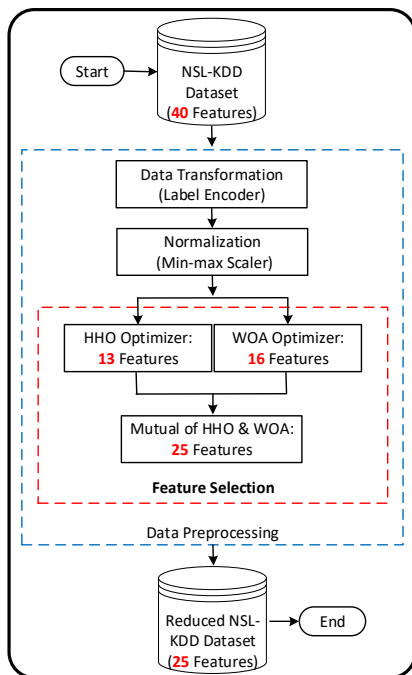 Start
NSL-KDD
Dataset
(40 Features)
Data Transformation
(Label Encoder)
Normalization
(Min-max Scaler)
HHO Optimizer:
13 Features
WOA Optimizer:
16 Features
Mutual of HHO & WOA:
25 Features
Feature Selection
Data Preprocessing
Reduced NSL-
KDD Dataset
(25 Features)
End